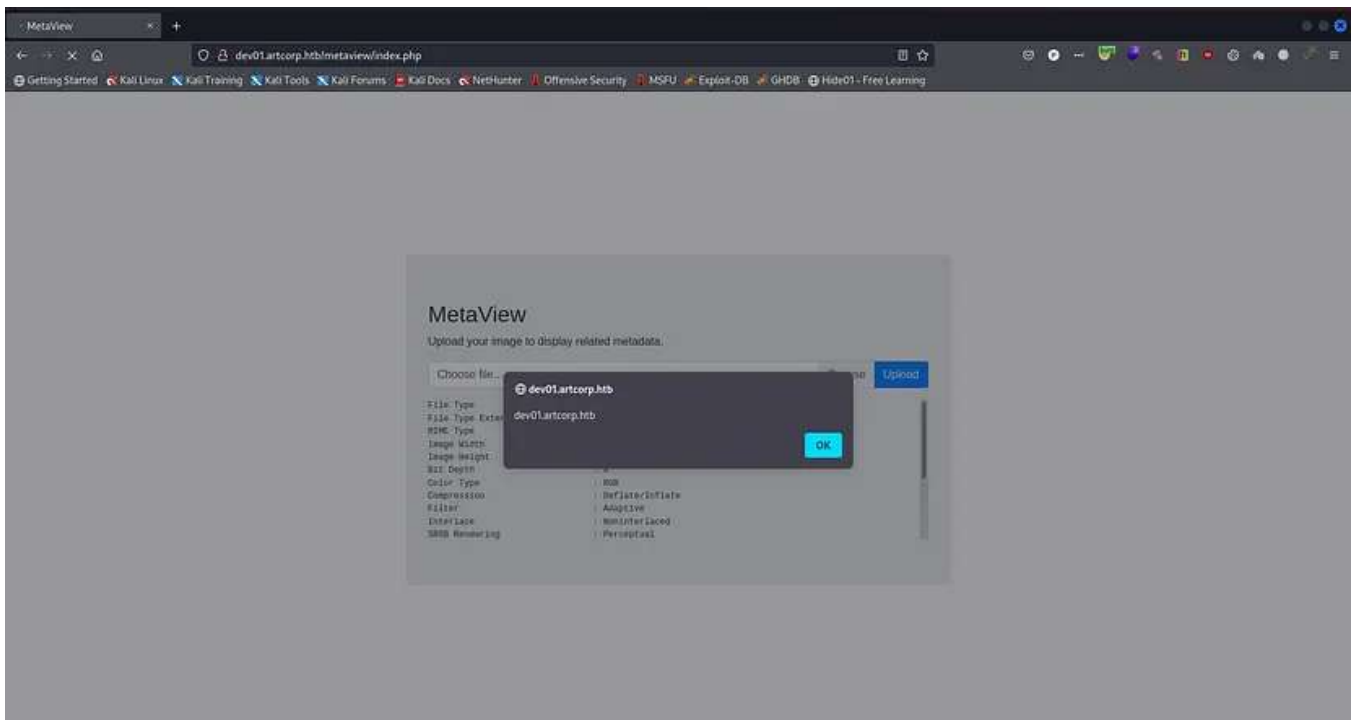 MetaView
dev01.artcorp.htb/metaview/index.php
Getting Started Kali Linux Kali Training Kali Tools Kali Forums Kali Docs NetHunter Offensive Security MSFU Exploit-DB GHDB Hide01 - Free Learning
MetaView
Upload your image to display related metadata.
Choose file... Upload
dev01.artcorp.htb
dev01.artcorp.htb
OK
File Type
File Type Exten
MIME Type
Image Width
Image Height
Bit Depth
Color Type : RGB
Compression : Deflate/Inflate
Filter : Adaptive
Interlace : Noninterlaced
SRGB Rendering : Perceptual